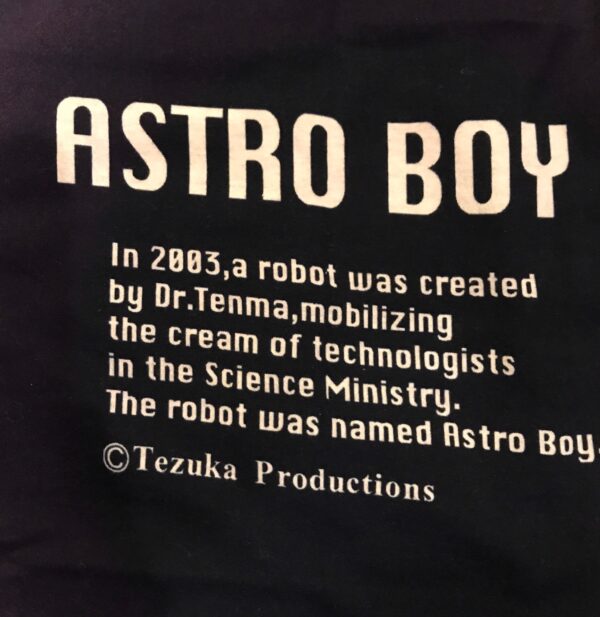 ASTRO BOY
In 2003,a robot was created
by Dr.Tenma,mobilizing
the cream of technologists
in the Science Ministry.
The robot was named Astro Boy.
©Tezuka Productions